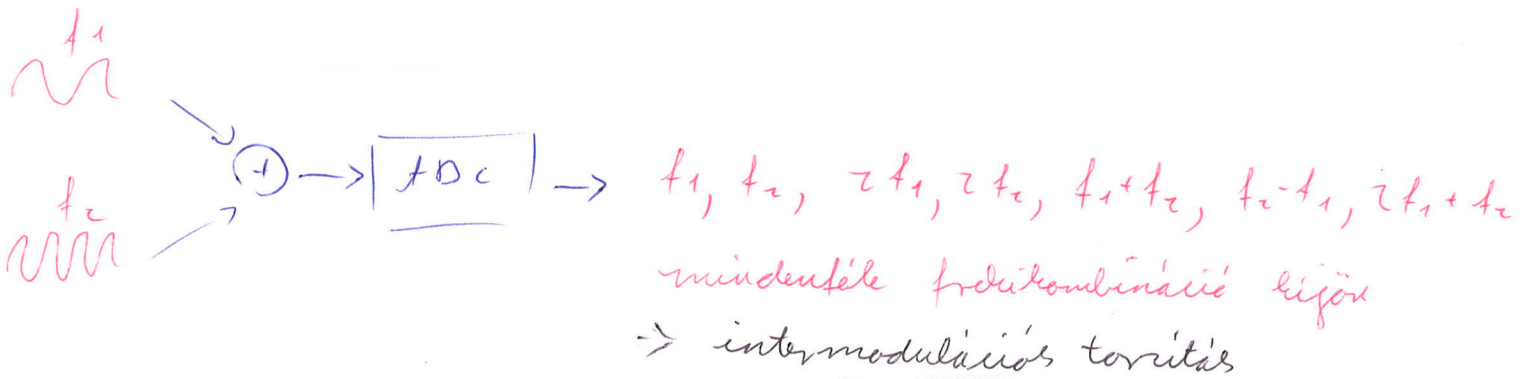 f₁
f₂
+
ADC
f₁, f₂, 2f₁, 2f₂, f₁+f₂, f₂-f₁, 2f₁+f₂
mindenféle frekikombináció kijön
→ intermodulációs torzítás